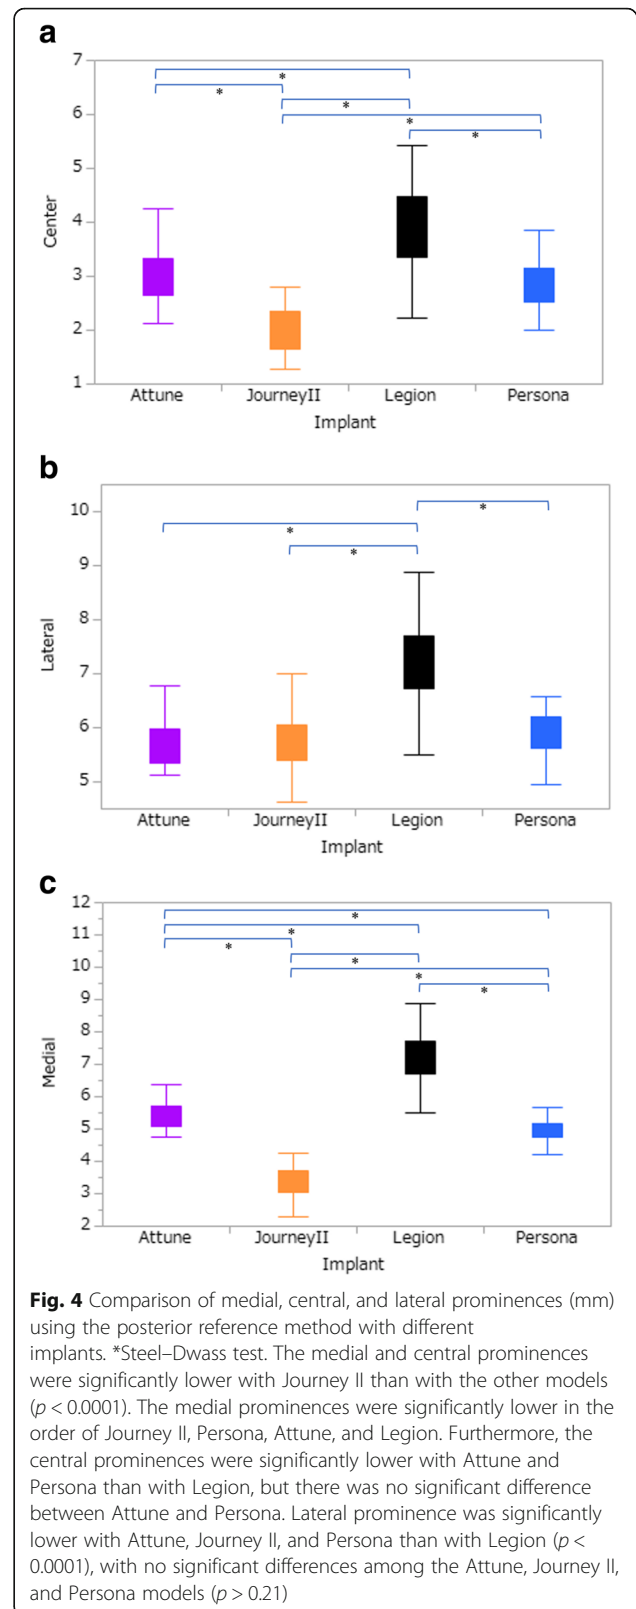 a
7
6
5
4
3
2
1
Center
*
*
*
*
*
Attune JourneyII Legion Persona
Implant
b
10
9
8
7
6
5
Lateral
*
*
*
Attune JourneyII Legion Persona
Implant
c
12
11
10
9
8
7
6
5
4
3
2
Medial
*
*
*
*
*
*
Attune JourneyII Legion Persona
Implant
Fig. 4 Comparison of medial, central, and lateral prominences (mm)
using the posterior reference method with different
implants. *Steel–Dwass test. The medial and central prominences
were significantly lower with Journey II than with the other models
(p < 0.0001). The medial prominences were significantly lower in the
order of Journey II, Persona, Attune, and Legion. Furthermore, the
central prominences were significantly lower with Attune and
Persona than with Legion, but there was no significant difference
between Attune and Persona. Lateral prominence was significantly
lower with Attune, Journey II, and Persona than with Legion (p <
0.0001), with no significant differences among the Attune, Journey II,
and Persona models (p > 0.21)